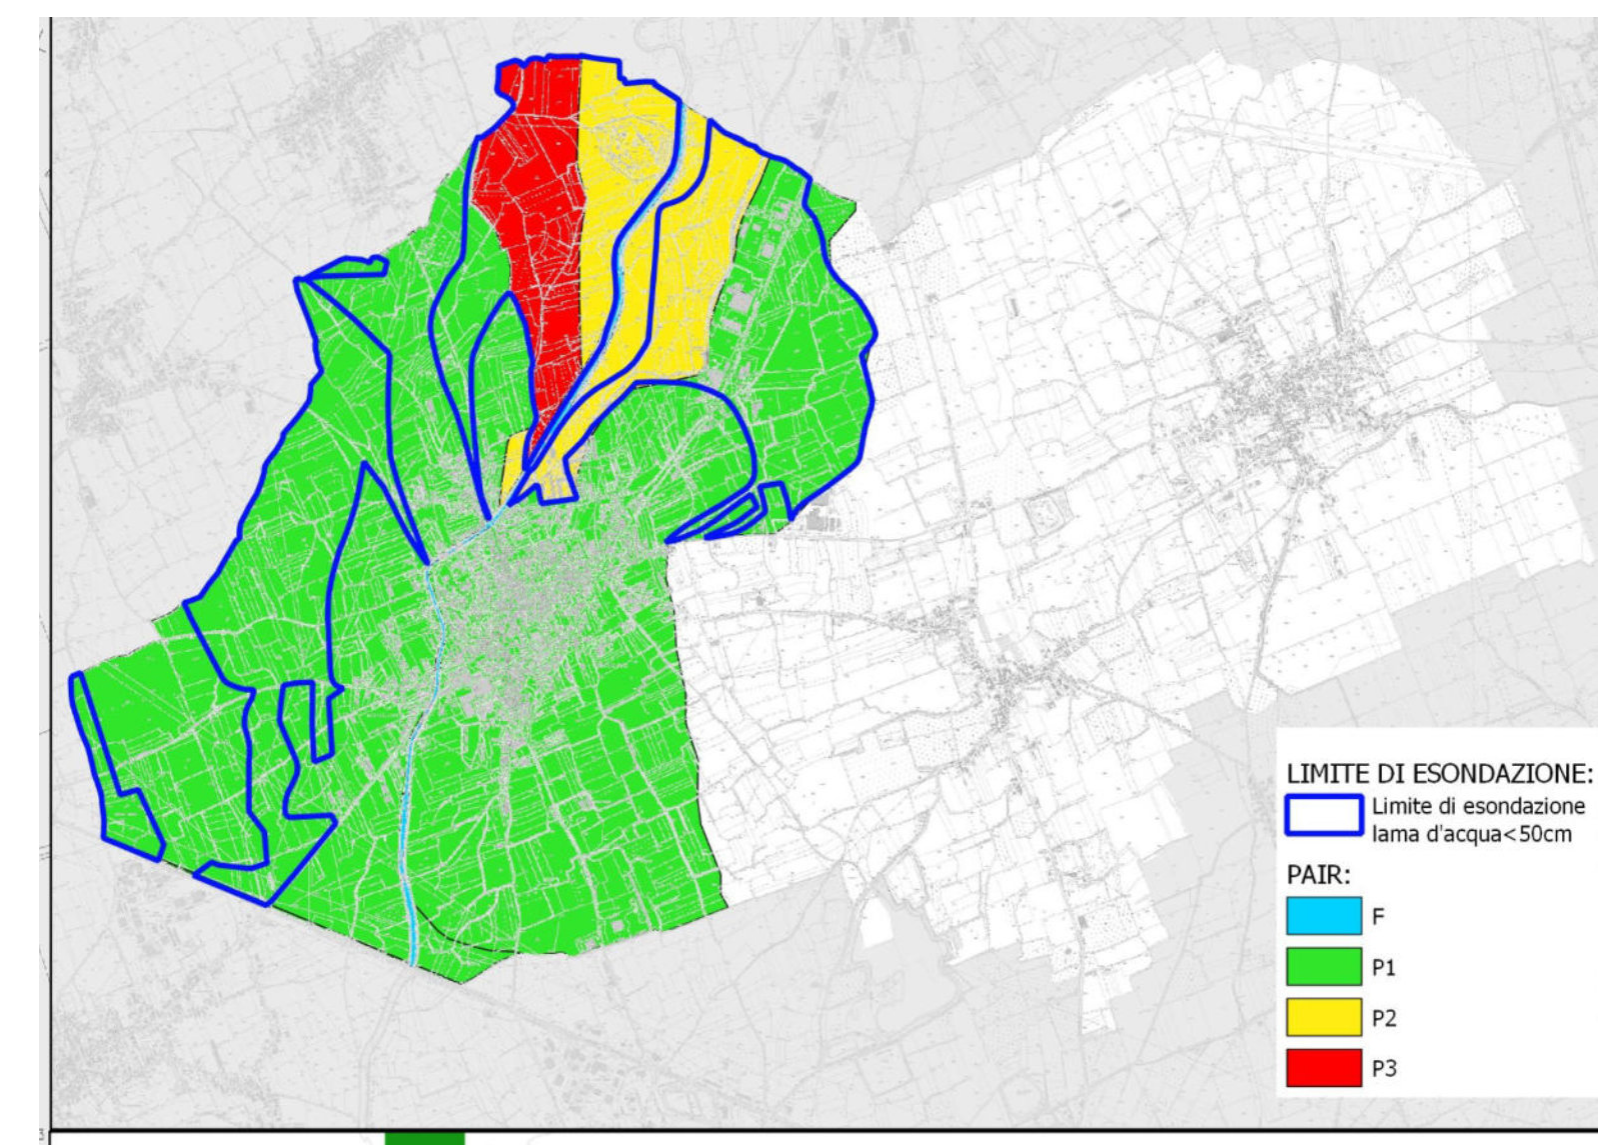 LIMITE DI ESONDAZIONE:
Limite di esondazione
lama d'acqua<50cm
PAIR:
F
P1
P2
P3